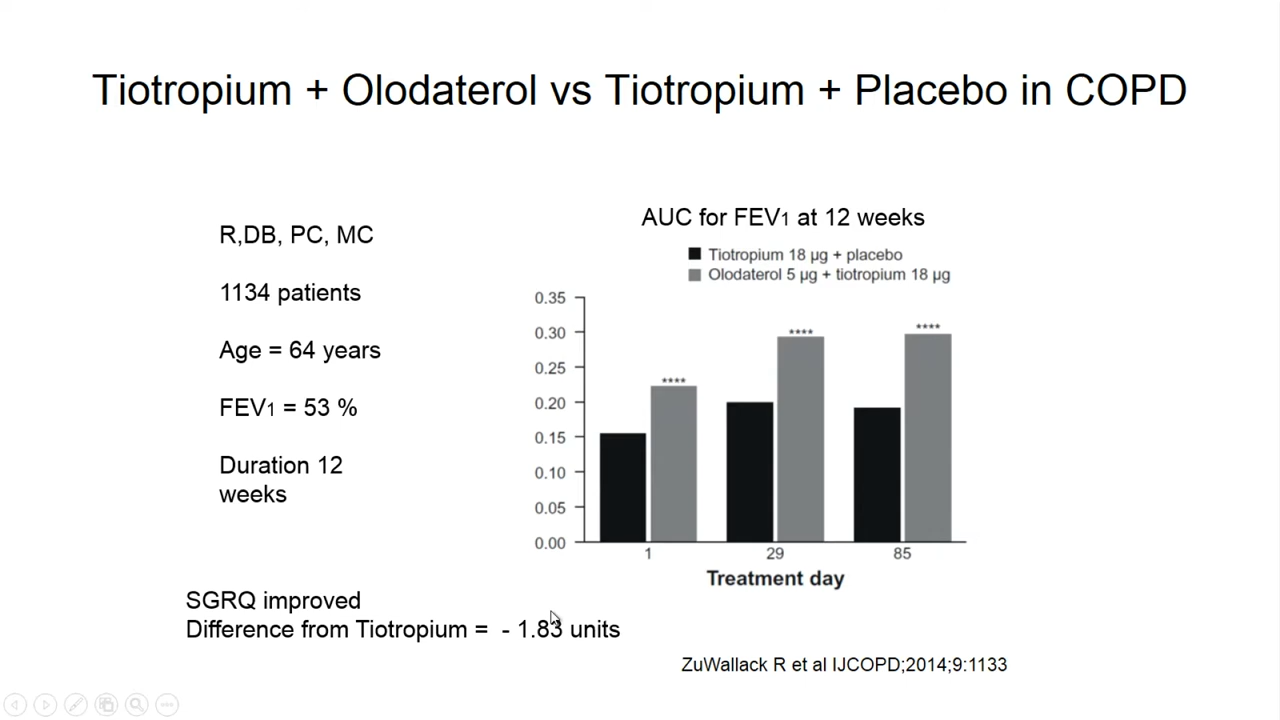 Tiotropium + Olodaterol vs Tiotropium + Placebo in COPD
R,DB, PC, MC
1134 patients
Age = 64 years
FEV1 = 53 %
Duration 12
weeks
AUC for FEV1 at 12 weeks
Tiotropium 18 µg + placebo
Olodaterol 5 µg + tiotropium 18 µg
0.35
0.30
0.25
0.20
0.15
0.10
0.05
0.00
****
****
****
1 29 85
Treatment day
SGRQ improved
Difference from Tiotropium = - 1.83 units
ZuWallack R et al IJCOPD;2014;9:1133